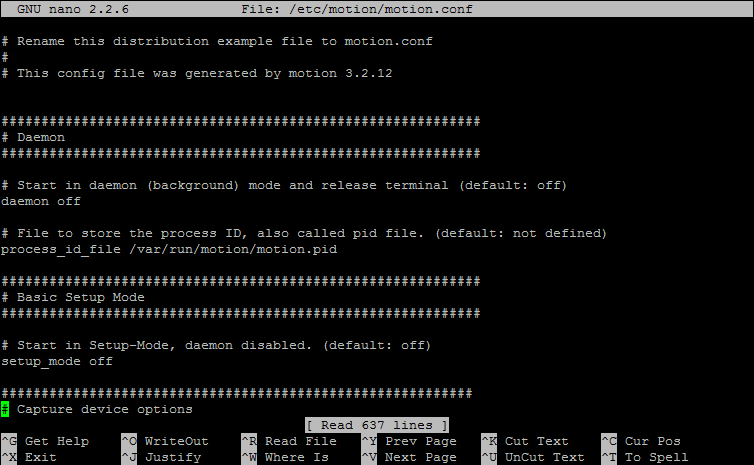 GNU nano 2.2.6 File: /etc/motion/motion.conf
# Rename this distribution example file to motion.conf
#
# This config file was generated by motion 3.2.12
############################################################
# Daemon
############################################################
# Start in daemon (background) mode and release terminal (default: off)
daemon off
# File to store the process ID, also called pid file. (default: not defined)
process_id_file /var/run/motion/motion.pid
############################################################
# Basic Setup Mode
############################################################
# Start in Setup-Mode, daemon disabled. (default: off)
setup_mode off
###########################################################
# Capture device options
[ Read 637 lines ]
^G Get Help ^O WriteOut ^R Read File ^Y Prev Page ^K Cut Text ^C Cur Pos
^X Exit ^J Justify ^W Where Is ^V Next Page ^U UnCut Text ^T To Spell